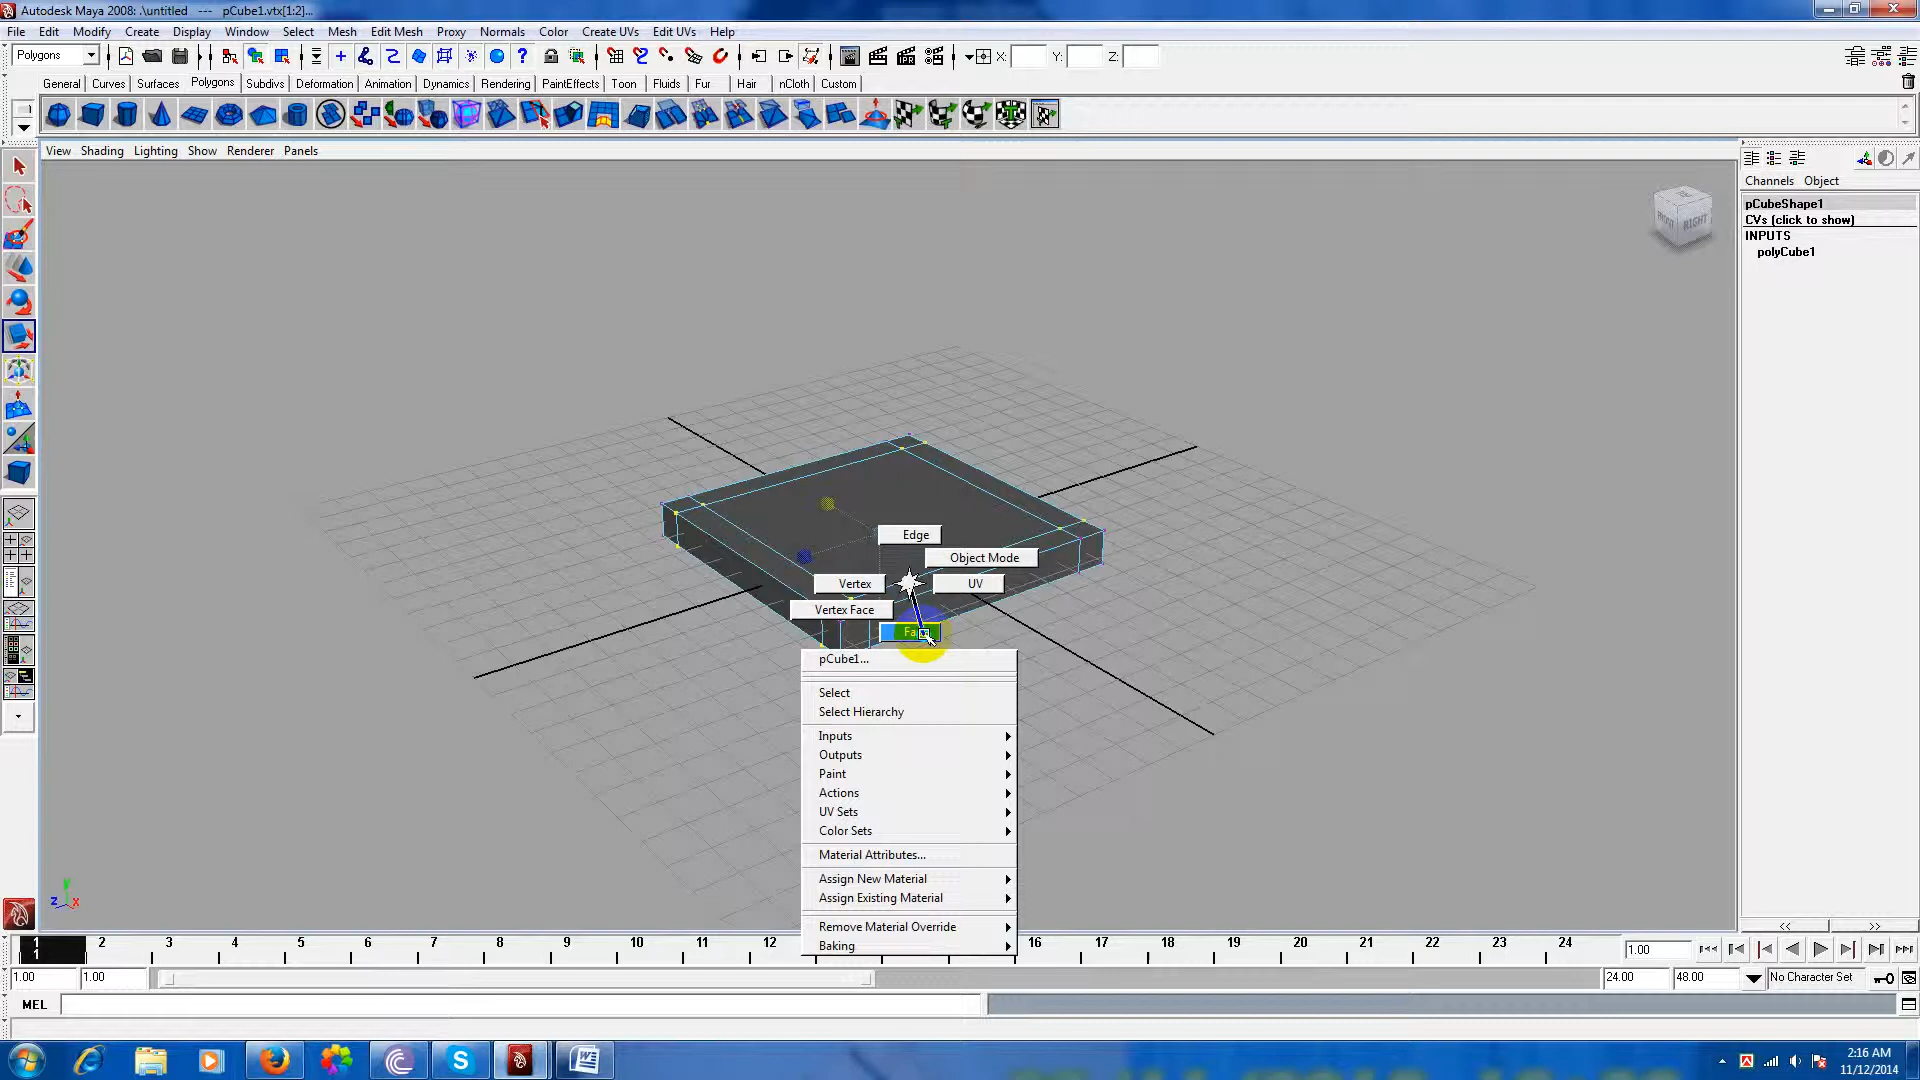 Autodesk Maya 2008: .\untitled --- pCube1.vtx[1:2]...
File Edit Modify Create Display Window Select Mesh Edit Mesh Proxy Normals Color Create UVs Edit UVs Help
Polygons X: Y: Z:
General Curves Surfaces Polygons Subdivs Deformation Animation Dynamics Rendering PaintEffects Toon Fluids Fur Hair nCloth Custom
View Shading Lighting Show Renderer Panels
Channels Object
pCubeShape1
CVs (click to show)
INPUTS
polyCube1
RIGHT
Edge
Object Mode
Vertex UV
Vertex Face
pCube1...
Select
Select Hierarchy
Inputs
Outputs
Paint
Actions
UV Sets
Color Sets
Material Attributes...
Assign New Material
Assign Existing Material
Remove Material Override
Baking
y
z x
1 2 3 4 5 6 7 8 9 10 11 12 16 17 18 19 20 21 22 23 24
1
1.00
1.00 1.00 24.00 48.00 No Character Set
MEL
2:16 AM
11/12/2014